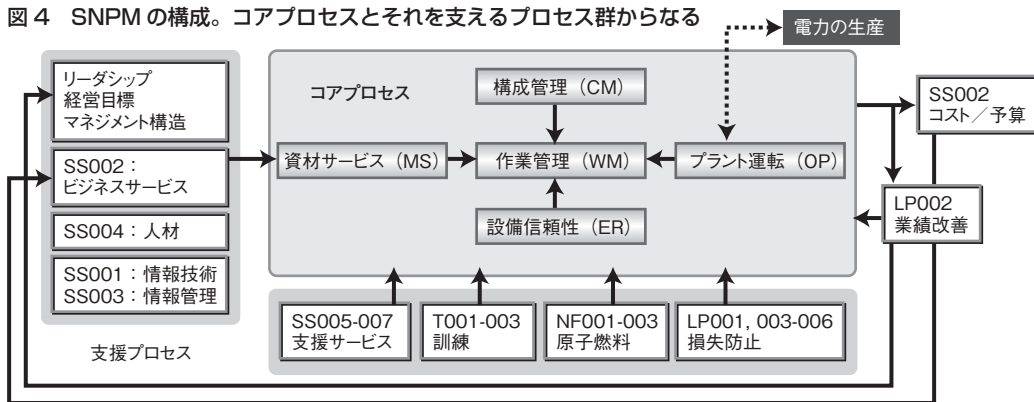 図4 SNPMの構成。コアプロセスとそれを支えるプロセス群からなる
電力の生産
リーダシップ
経営目標
マネジメント構造
SS002：
ビジネスサービス
SS004：人材
SS001：情報技術
SS003：情報管理
支援プロセス
コアプロセス
構成管理（CM）
資材サービス（MS）
作業管理（WM）
プラント運転（OP）
設備信頼性（ER）
SS002
コスト／予算
LP002
業績改善
SS005-007
支援サービス
T001-003
訓練
NF001-003
原子燃料
LP001, 003-006
損失防止